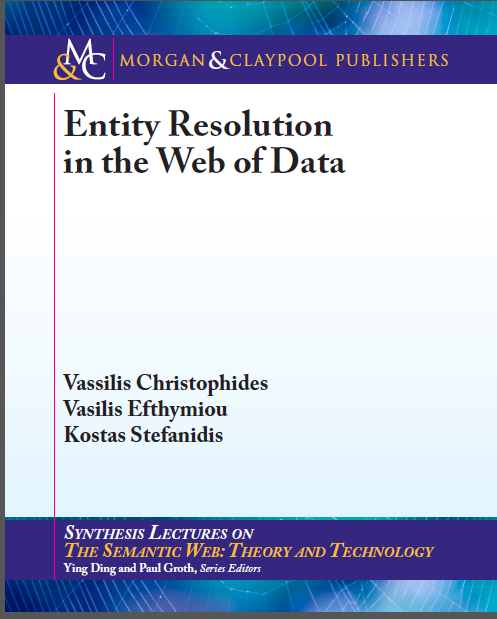 M&C MORGAN & CLAYPOOL PUBLISHERS
Entity Resolution
in the Web of Data
Vassilis Christophides
Vasilis Efthymiou
Kostas Stefanidis
SYNTHESIS LECTURES ON
THE SEMANTIC WEB: THEORY AND TECHNOLOGY
Ying Ding and Paul Groth, Series Editors